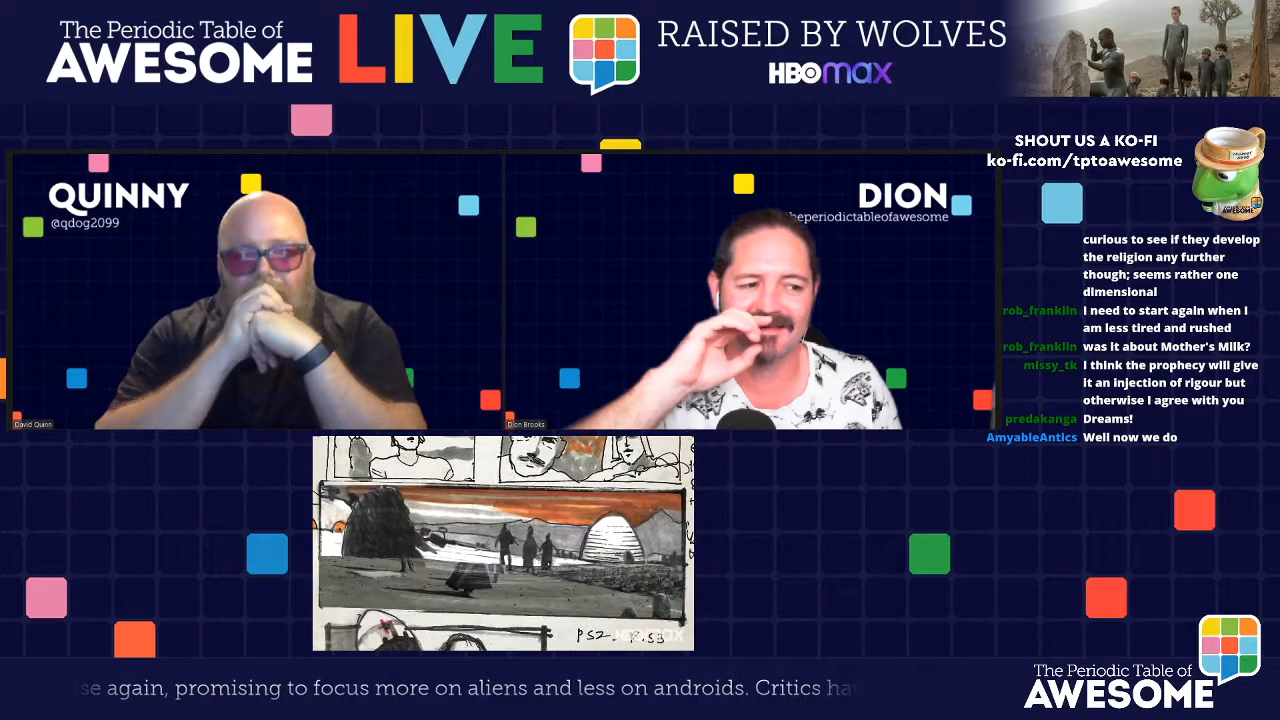 The Periodic Table of
AWESOME
LIVE
RAISED BY WOLVES
HBOmax
SHOUT US A KO-FI
ko-fi.com/tptoawesome
QUINNY
@qdog2099
DION
heperiodictableofawesome
David Quinn
Dion Brooks
curious to see if they develop
the religion any further
though; seems rather one
dimensional
rob_franklin I need to start again when I
am less tired and rushed
rob_franklin was it about Mother's Milk?
missy_tk I think the prophecy will give
it an injection of rigour but
otherwise I agree with you
predakanga Dreams!
AmyableAntics Well now we do
se again, promising to focus more on aliens and less on androids. Critics ha
The Periodic Table of
AWESOME